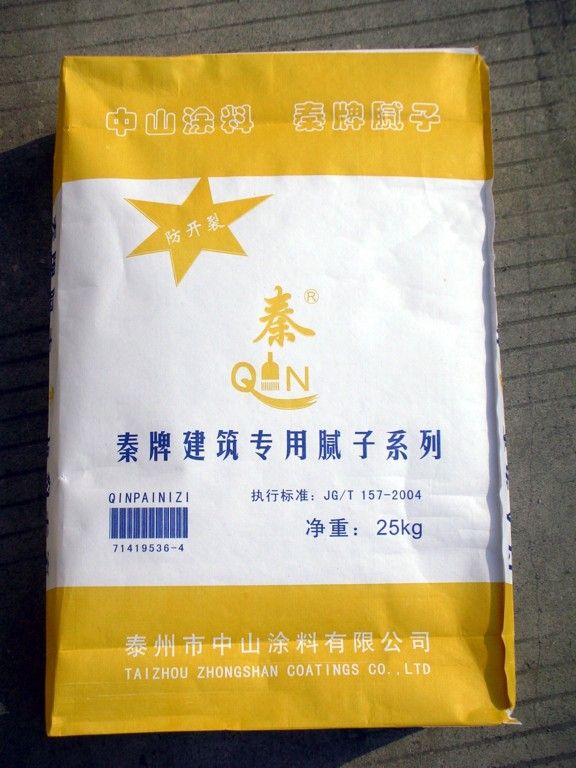 中山涂料 秦牌腻子
防开裂
秦®
QIN
秦牌建筑专用腻子系列
QINPAINIZI
执行标准：JG/T 157-2004
71419536-4
净重：25kg
泰州市中山涂料有限公司
TAIZHOU ZHONGSHAN COATINGS CO.,LTD